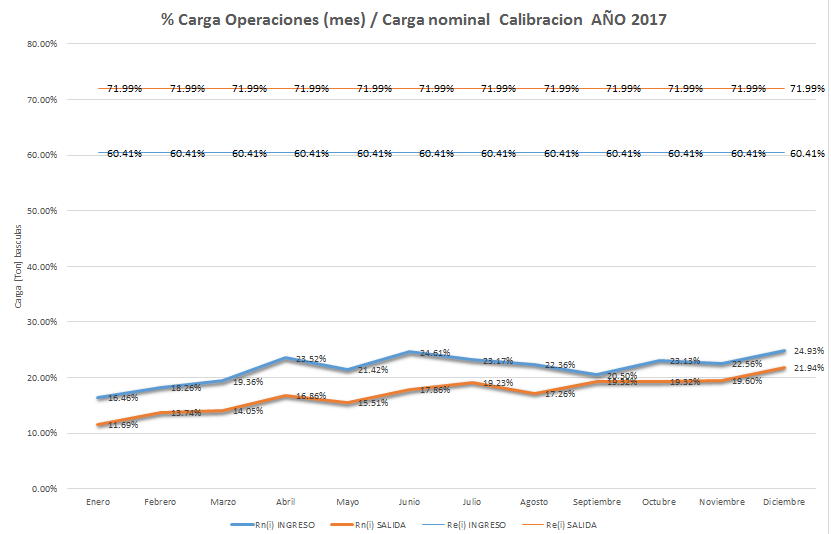 % Carga Operaciones (mes) / Carga nominal Calibracion AÑO 2017
80.00%
71.99% 71.99% 71.99% 71.99% 71.99% 71.99% 71.99% 71.99% 71.99% 71.99% 71.99% 71.99%
70.00%
60.41% 60.41% 60.41% 60.41% 60.41% 60.41% 60.41% 60.41% 60.41% 60.41% 60.41% 60.41%
60.00%
50.00%
40.00%
30.00%
20.00%
10.00%
0.00%
Carga [Ton] basculas
16.46% 18.26% 19.36% 23.52% 21.42% 24.61% 23.17% 22.36% 20.50% 23.13% 22.56% 24.93%
11.69% 13.74% 14.05% 16.86% 15.51% 17.86% 19.23% 17.26% 19.32% 19.32% 19.60% 21.94%
Enero Febrero Marzo Abril Mayo Junio Julio Agosto Septiembre Octubre Noviembre Diciembre
Rn(i) INGRESO Rn(i) SALIDA Re(i) INGRESO Re(i) SALIDA